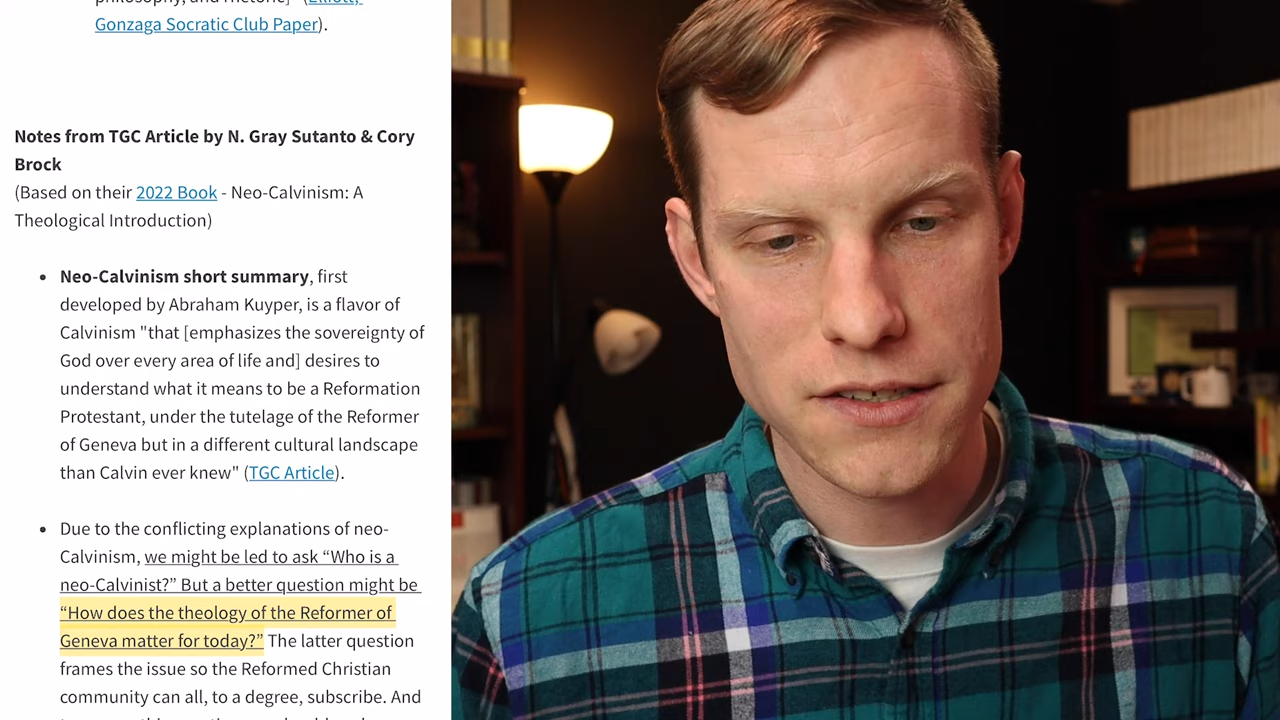 philosophy, and rhetoric]" (Elliott,
Gonzaga Socratic Club Paper).
Notes from TGC Article by N. Gray Sutanto & Cory
Brock
(Based on their 2022 Book - Neo-Calvinism: A
Theological Introduction)
• Neo-Calvinism short summary, first
developed by Abraham Kuyper, is a flavor of
Calvinism "that [emphasizes the sovereignty of
God over every area of life and] desires to
understand what it means to be a Reformation
Protestant, under the tutelage of the Reformer
of Geneva but in a different cultural landscape
than Calvin ever knew" (TGC Article).
• Due to the conflicting explanations of neo-
Calvinism, we might be led to ask “Who is a
neo-Calvinist?” But a better question might be
“How does the theology of the Reformer of
Geneva matter for today?” The latter question
frames the issue so the Reformed Christian
community can all, to a degree, subscribe. And